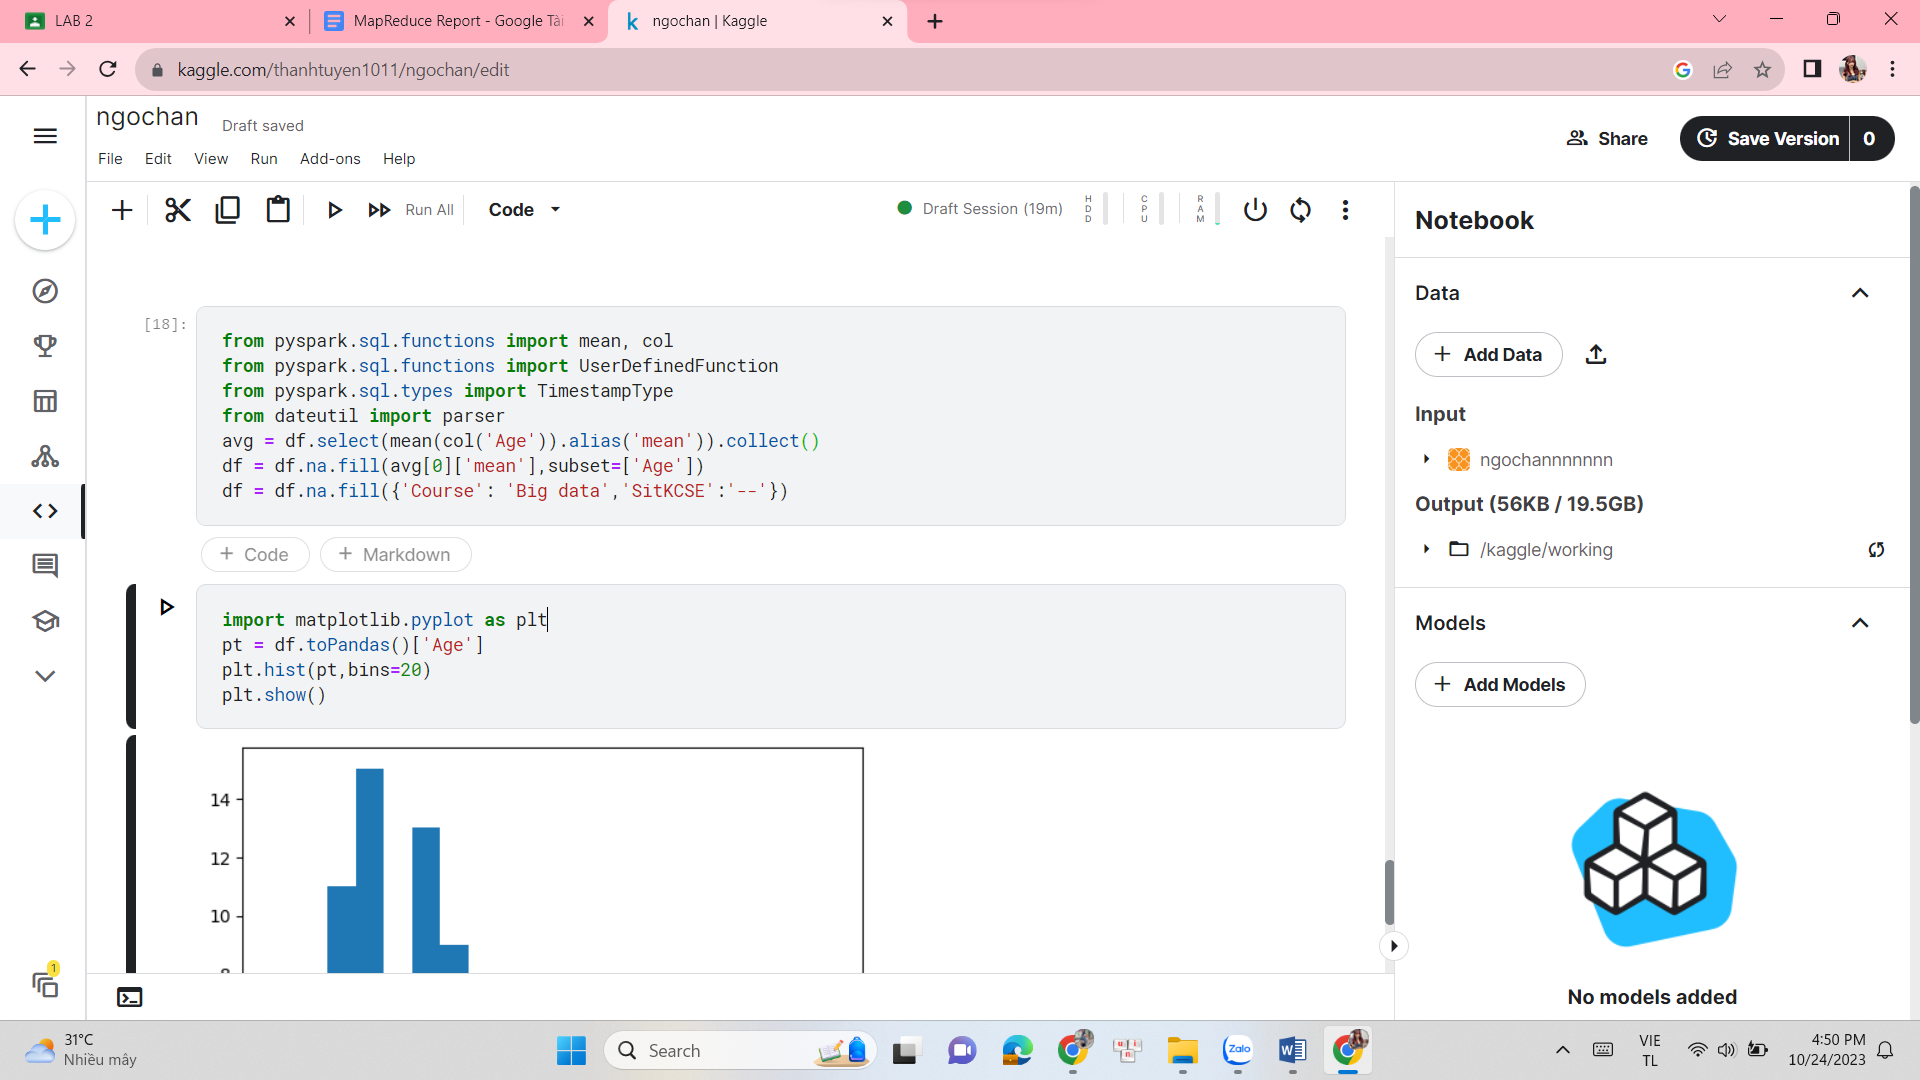 LAB 2
MapReduce Report - Google Tài
ngochan | Kaggle
kaggle.com/thanhtuyen1011/ngochan/edit
ngochan
Draft saved
File Edit View Run Add-ons Help
Share
Save Version 0
Run All
Code
Draft Session (19m)
HDD
CPU
RAM
[18]:
from pyspark.sql.functions import mean, col
from pyspark.sql.functions import UserDefinedFunction
from pyspark.sql.types import TimestampType
from dateutil import parser
avg = df.select(mean(col('Age')).alias('mean')).collect()
df = df.na.fill(avg[0]['mean'],subset=['Age'])
df = df.na.fill({'Course': 'Big data','SitKCSE':'--'})
+ Code
+ Markdown
import matplotlib.pyplot as plt
pt = df.toPandas()['Age']
plt.hist(pt,bins=20)
plt.show()
14
12
10
Notebook
Data
+ Add Data
Input
ngochannnnnnn
Output (56KB / 19.5GB)
/kaggle/working
Models
+ Add Models
No models added
1
31°C
Nhiều mây
Search
Zalo
VIE
TL
4:50 PM
10/24/2023